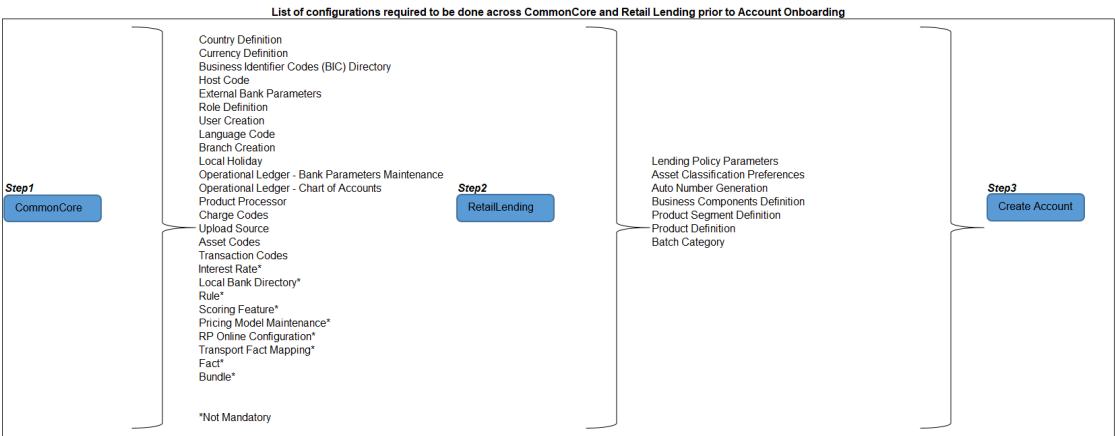 List of configurations required to be done across CommonCore and Retail Lending prior to Account Onboarding
Step1
CommonCore
Country Definition
Currency Definition
Business Identifier Codes (BIC) Directory
Host Code
External Bank Parameters
Role Definition
User Creation
Language Code
Branch Creation
Local Holiday
Operational Ledger - Bank Parameters Maintenance
Operational Ledger - Chart of Accounts
Product Processor
Charge Codes
Upload Source
Asset Codes
Transaction Codes
Interest Rate*
Local Bank Directory*
Rule*
Scoring Feature*
Pricing Model Maintenance*
RP Online Configuration*
Transport Fact Mapping*
Fact*
Bundle*
*Not Mandatory
Step2
RetailLending
Lending Policy Parameters
Asset Classification Preferences
Auto Number Generation
Business Components Definition
Product Segment Definition
Product Definition
Batch Category
Step3
Create Account